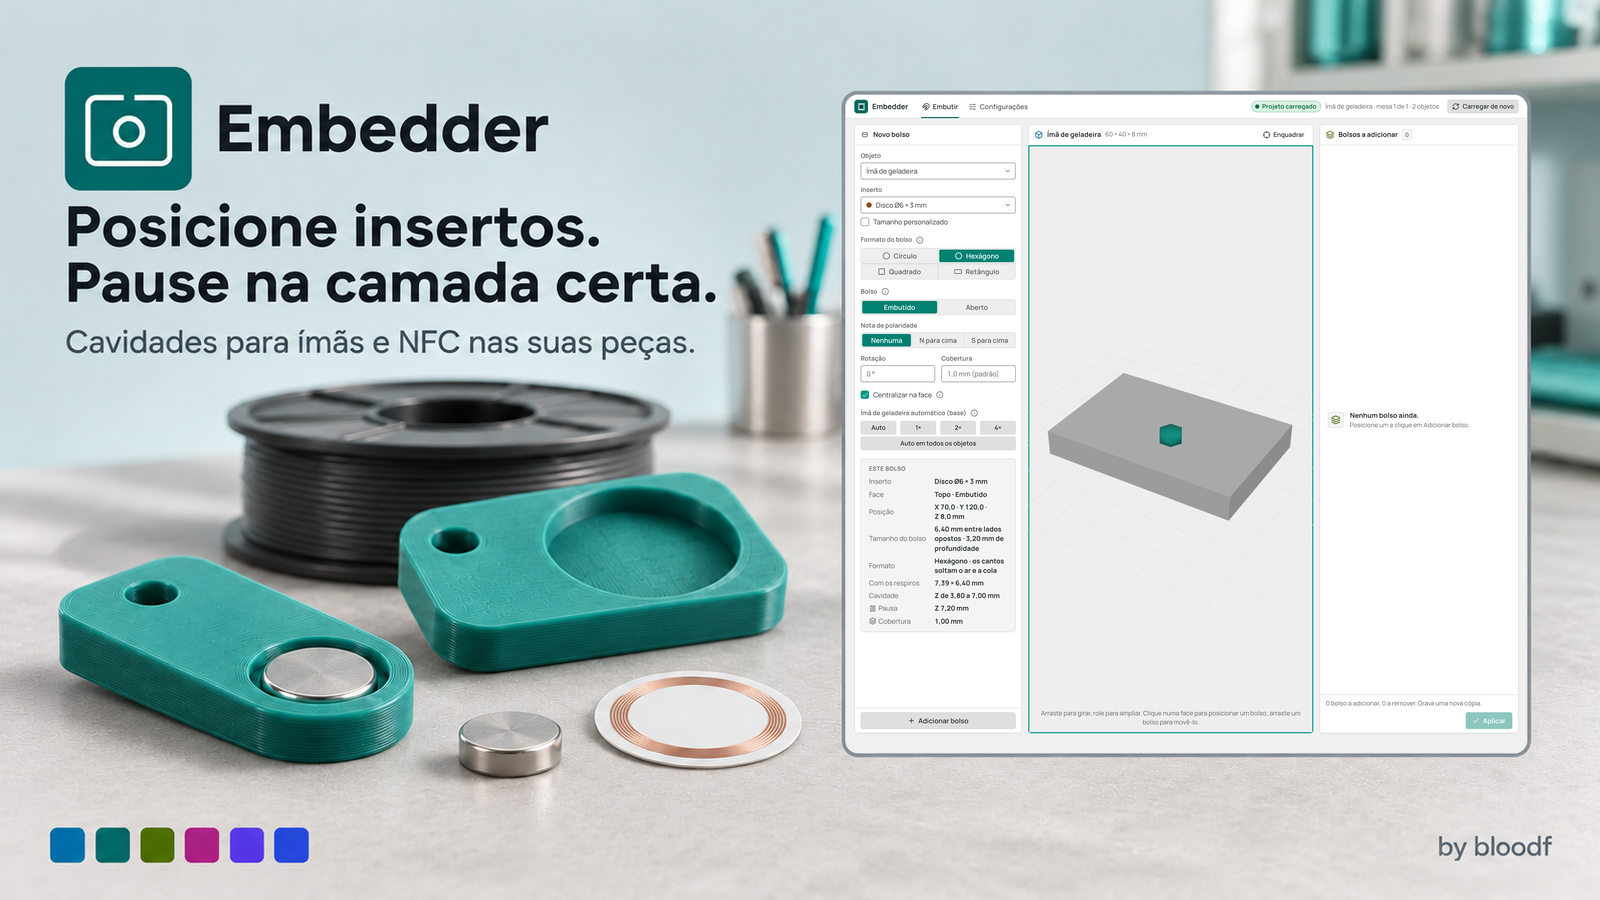 Embedder
Posicione insertos.
Pause na camada certa.
Cavidades para ímãs e NFC nas suas peças.
Embedder
Embutir
Configurações
Projeto carregado
Ímã de geladeira · mesa 1 de 1 · 2 objetos
Carregar de novo
Novo bolso
Objeto
Ímã de geladeira
Inserto
Disco Ø6 × 3 mm
Tamanho personalizado
Formato do bolso
Círculo
Hexágono
Quadrado
Retângulo
Bolso
Embutido
Aberto
Nota de polaridade
Nenhuma
N para cima
S para cima
Rotação
Cobertura
0 °
1,0 mm (padrão)
Centralizar na face
Ímã de geladeira automático (base)
Auto
1×
2×
4×
Auto em todos os objetos
ESTE BOLSO
Inserto Disco Ø6 × 3 mm
Face Topo · Embutido
Posição X 70,0 · Y 120,0 ·
Z 8,0 mm
Tamanho do bolso 6,40 mm entre lados
opostos · 3,20 mm de
profundidade
Formato Hexágono · os cantos
soltam o ar e a cola
Com os respiros 7,39 × 6,40 mm
Cavidade Z de 3,80 a 7,00 mm
Pausa Z 7,20 mm
Cobertura 1,00 mm
+ Adicionar bolso
Ímã de geladeira 60 × 40 × 8 mm
Enquadrar
Arraste para girar, role para ampliar. Clique numa face para posicionar um bolso; arraste um
bolso para movê-lo.
Bolsos a adicionar 0
Nenhum bolso ainda.
Posicione um e clique em Adicionar bolso.
0 bolso a adicionar, 0 a remover. Grava uma nova cópia.
Aplicar
by bloodf